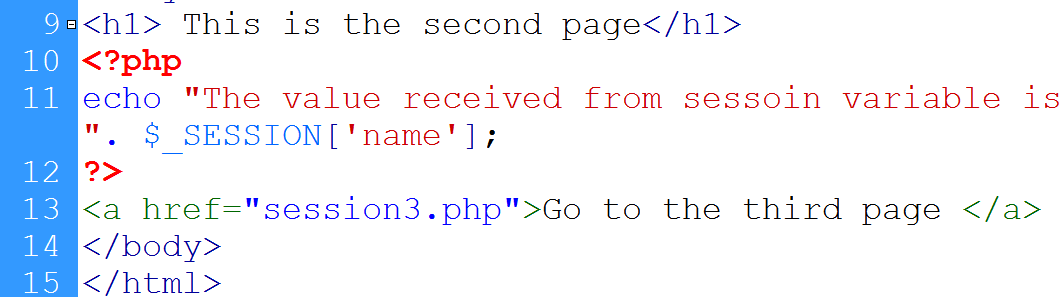 9 <h1> This is the second page</h1>
10 <?php
11 echo "The value received from sessoin variable is
". $_SESSION['name'];
12 ?>
13 <a href="session3.php">Go to the third page </a>
14 </body>
15 </html>